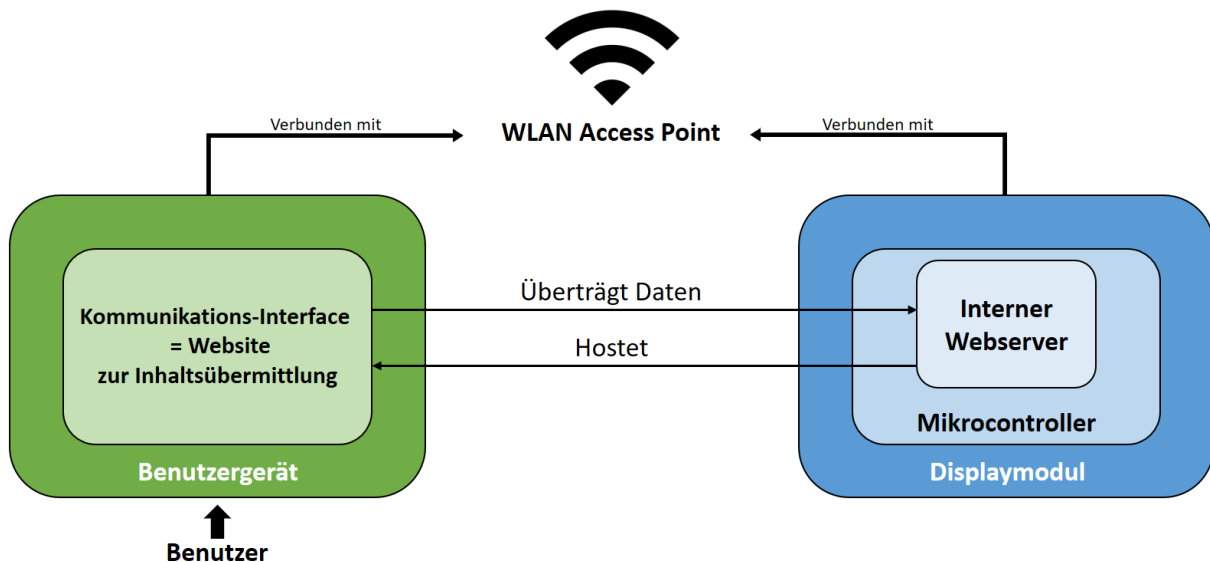 Verbunden mit
WLAN Access Point
Verbunden mit
Überträgt Daten
Hostet
Kommunikations-Interface
= Website
zur Inhaltsübermittlung
Benutzergerät
Benutzer
Interner
Webserver
Mikrocontroller
Displaymodul